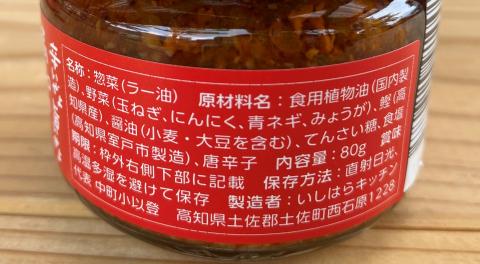 名称：惣菜(ラー油)　原材料名：食用植物油(国内製
造)、野菜(玉ねぎ、にんにく、青ネギ、みょうが)、鰹(高
知県産)、醤油(小麦・大豆を含む)、てんさい糖、食塩
(高知県室戸市製造)、唐辛子　内容量：80g　賞味
期限：枠外右側下部に記載　保存方法：直射日光、
高温多湿を避けて保存　製造者：いしはらキッチン
代表 中町小以登　高知県土佐郡土佐町西石原1228